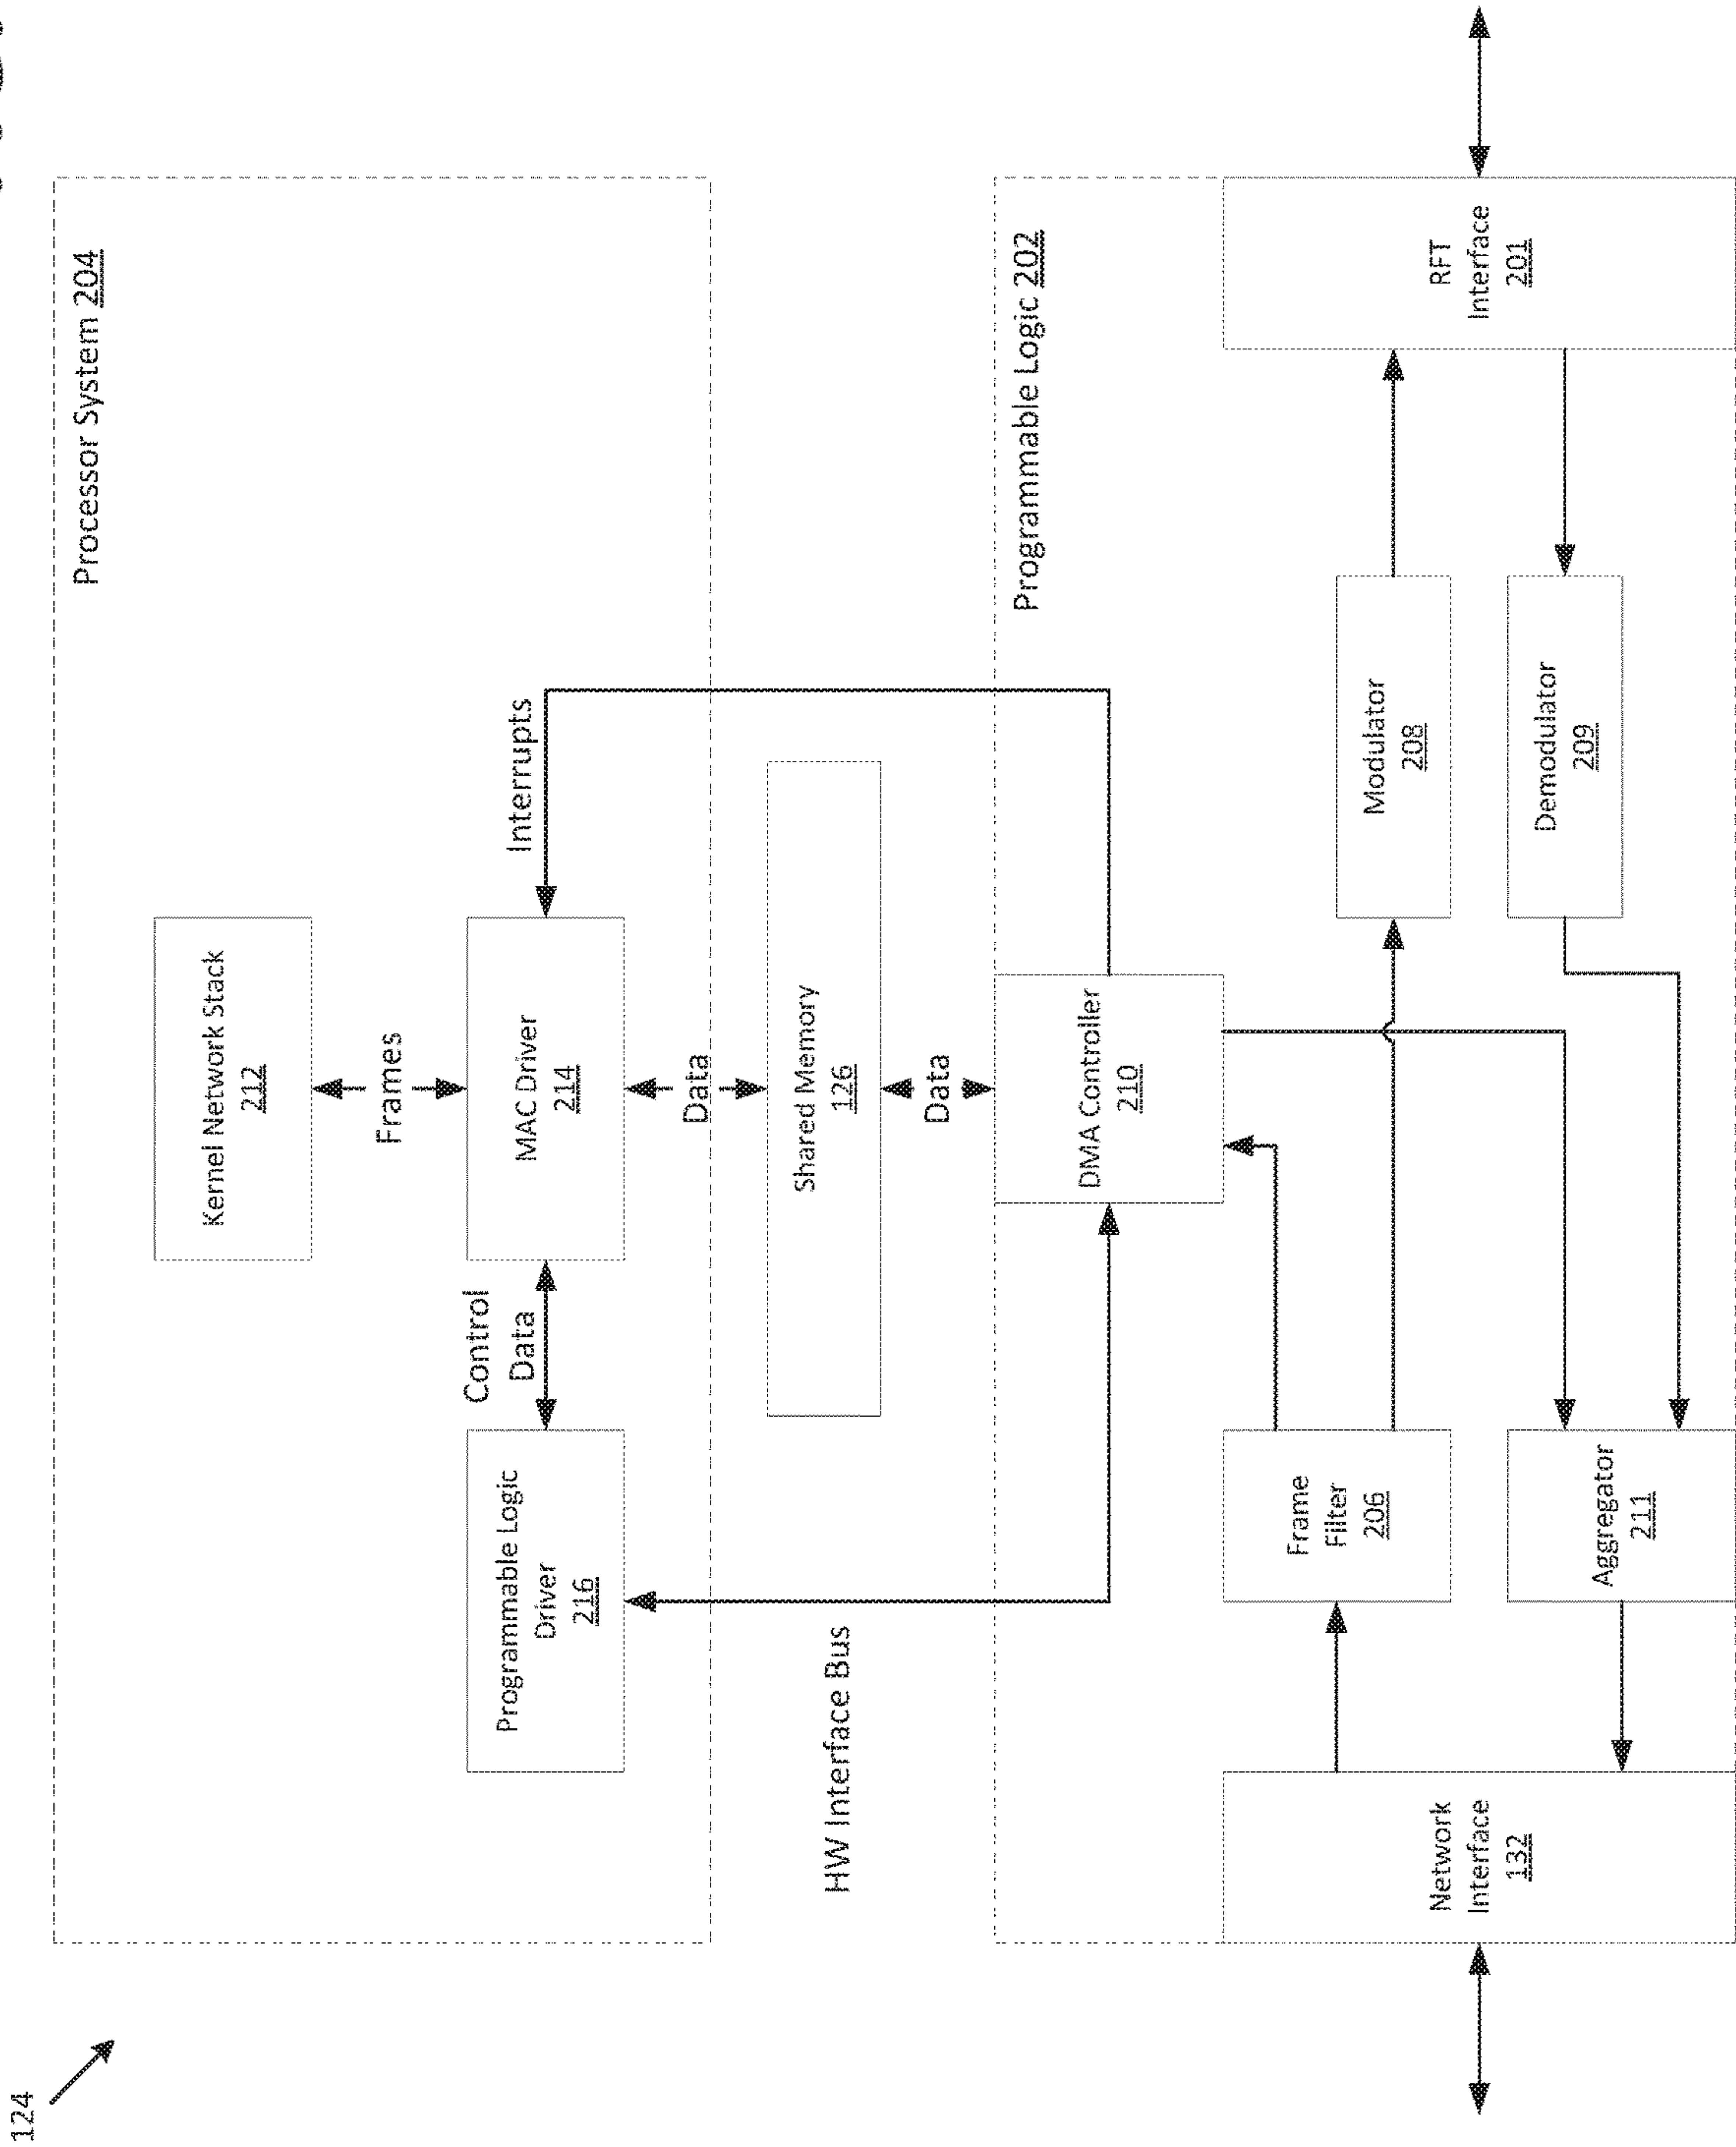 124
Processor System 204
Kernel Network Stack
212
Frames
Control
Data
Interrupts
Programmable Logic
Driver
216
MAC Driver
214
Data
Shared Memory
126
HW Interface Bus
Data
Programmable Logic 202
DMA Controller
210
Network
Interface
132
Frame
Filter
206
Modulator
208
RFT
Interface
201
Aggregator
211
Demodulator
209